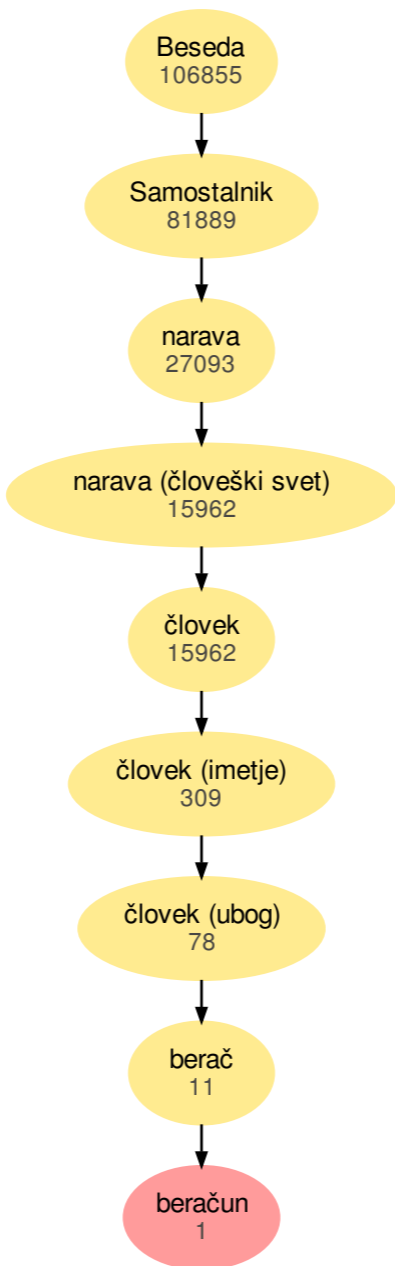 Beseda
106855
Samostalnik
81889
narava
27093
narava (človeški svet)
15962
človek
15962
človek (imetje)
309
človek (ubog)
78
berač
11
beračun
1